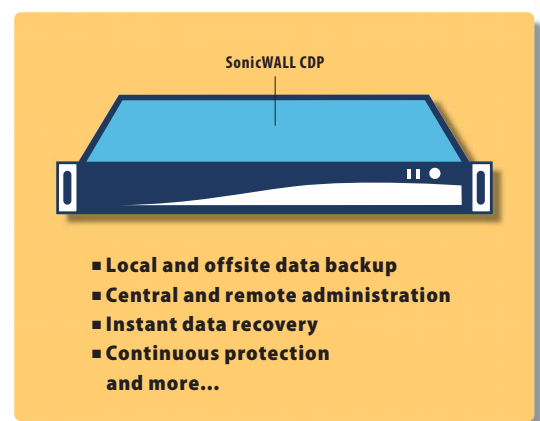 SonicWALL CDP
■ Local and offsite data backup
■ Central and remote administration
■ Instant data recovery
■ Continuous protection
and more...